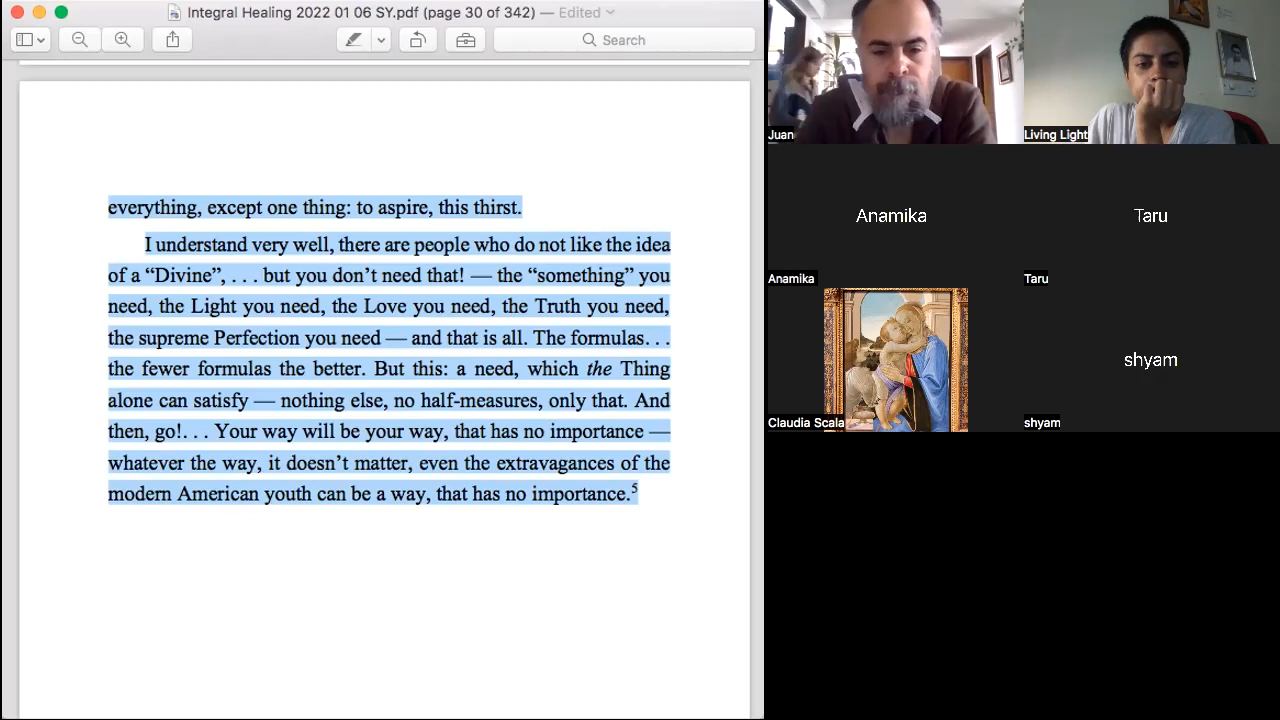 Integral Healing 2022 01 06 SY.pdf (page 30 of 342) — Edited
Search
everything, except one thing: to aspire, this thirst.
I understand very well, there are people who do not like the idea
of a “Divine”, . . . but you don’t need that! — the “something” you
need, the Light you need, the Love you need, the Truth you need,
the supreme Perfection you need — and that is all. The formulas. . .
the fewer formulas the better. But this: a need, which the Thing
alone can satisfy — nothing else, no half-measures, only that. And
then, go!. . . Your way will be your way, that has no importance —
whatever the way, it doesn’t matter, even the extravagances of the
modern American youth can be a way, that has no importance.5
Juan
Living Light
Anamika
Taru
Anamika
Taru
shyam
Claudia Scala
shyam